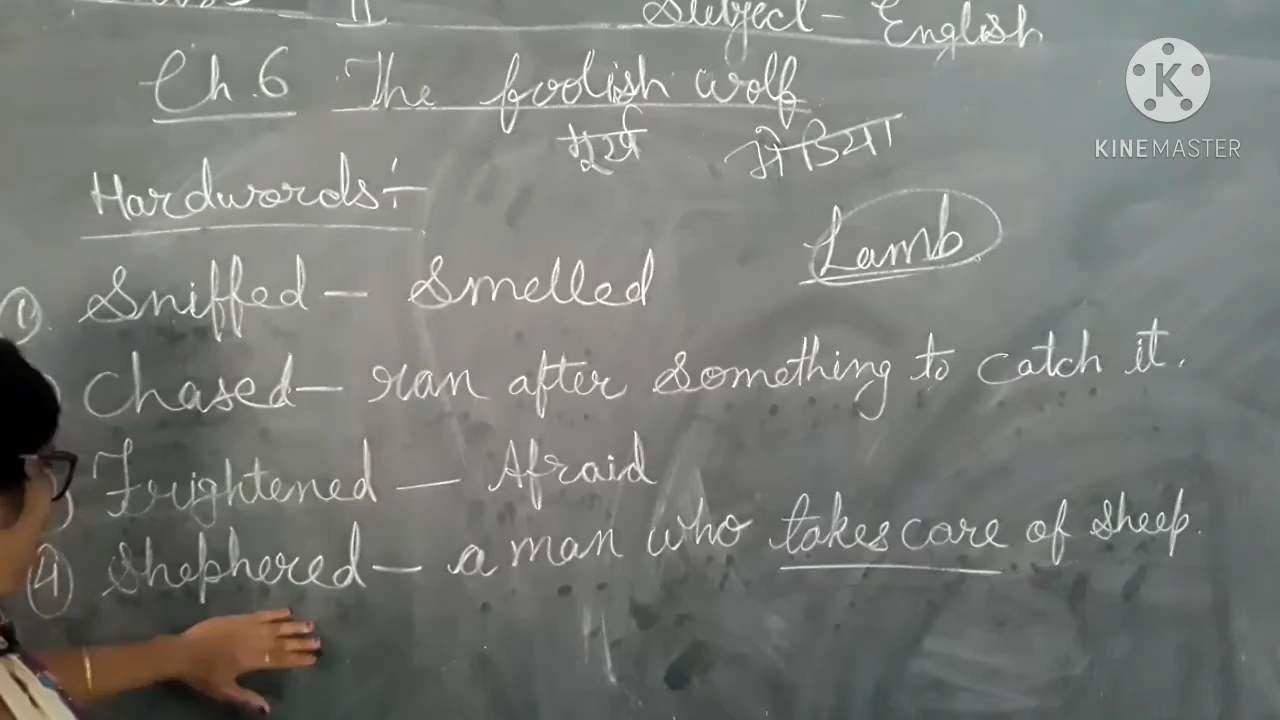 II Subject - English
Ch. 6 The foolish wolf
मूर्ख भेडिया
Hardwords :-
Lamb
① Sniffed - Smelled
Chased - ran after something to catch it.
Frightened - Afraid
④ Shephered - a man who takes care of sheep.
K
KINEMASTER